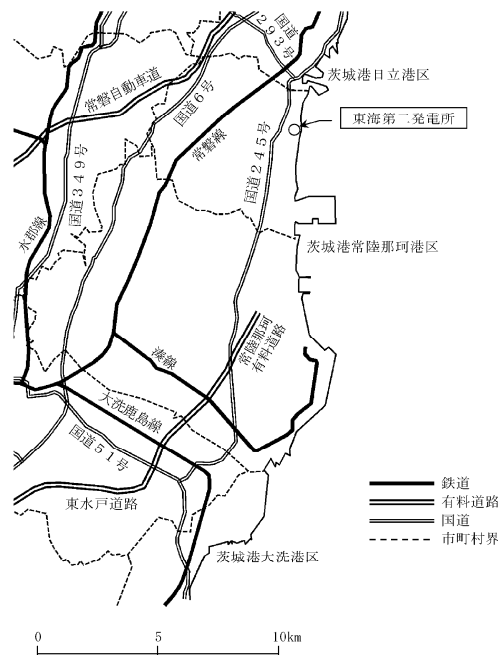 国道293号
茨城港日立港区
常磐自動車道
国道6号
東海第二発電所
常磐線
国道245号
国道349号
水郡線
茨城港常陸那珂港区
湊線
常陸那珂
有料道路
大洗鹿島線
国道51号
東水戸道路
茨城港大洗港区
鉄道
有料道路
国道
市町村界
0 5 10km